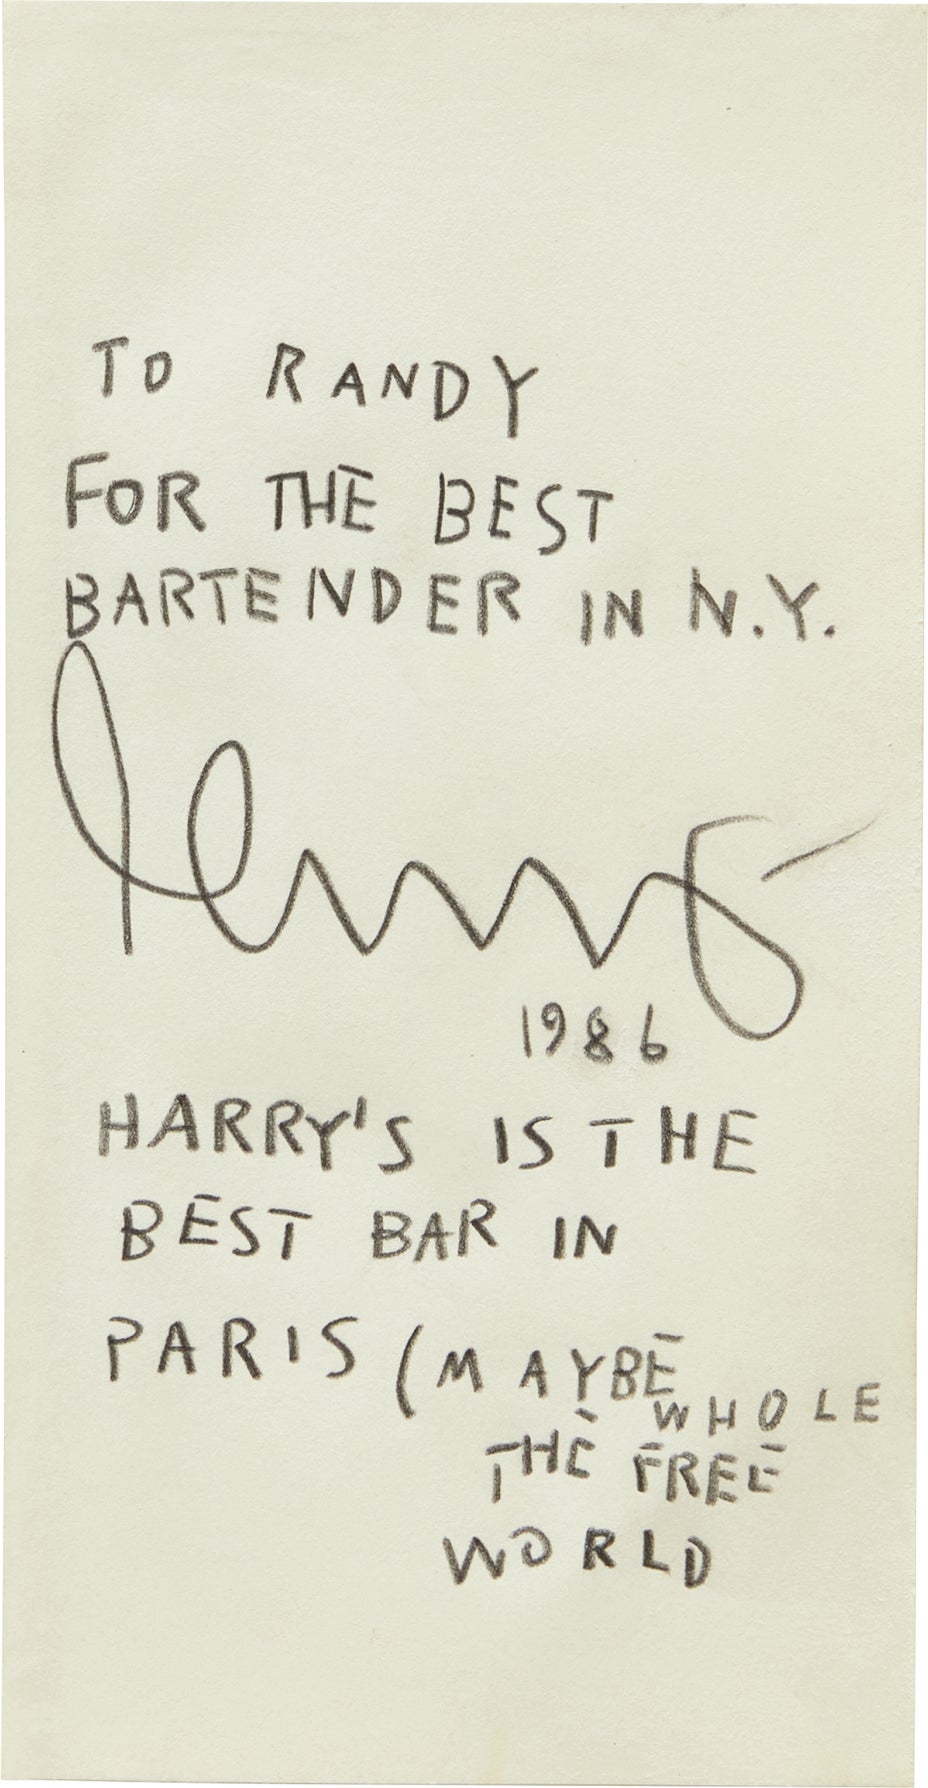 TO RANDY
FOR THE BEST
BARTENDER IN N.Y.
1986
HARRY'S IS THE
BEST BAR IN
PARIS (MAYBE
WHOLE
THE FREE
WORLD